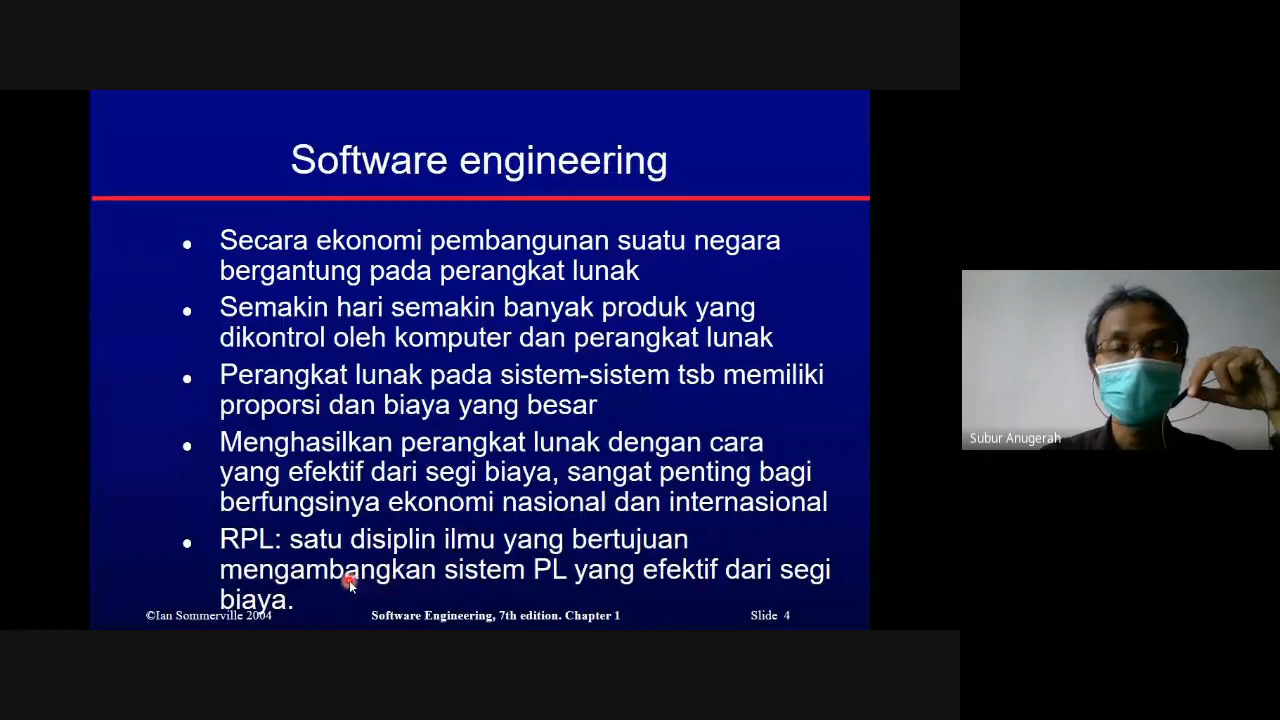 Software engineering
Secara ekonomi pembangunan suatu negara
bergantung pada perangkat lunak
Semakin hari semakin banyak produk yang
dikontrol oleh komputer dan perangkat lunak
Perangkat lunak pada sistem-sistem tsb memiliki
proporsi dan biaya yang besar
Menghasilkan perangkat lunak dengan cara
yang efektif dari segi biaya, sangat penting bagi
berfungsinya ekonomi nasional dan internasional
RPL: satu disiplin ilmu yang bertujuan
mengambangkan sistem PL yang efektif dari segi
biaya.
©Ian Sommerville 2004 Software Engineering, 7th edition. Chapter 1 Slide 4
Subur Anugerah